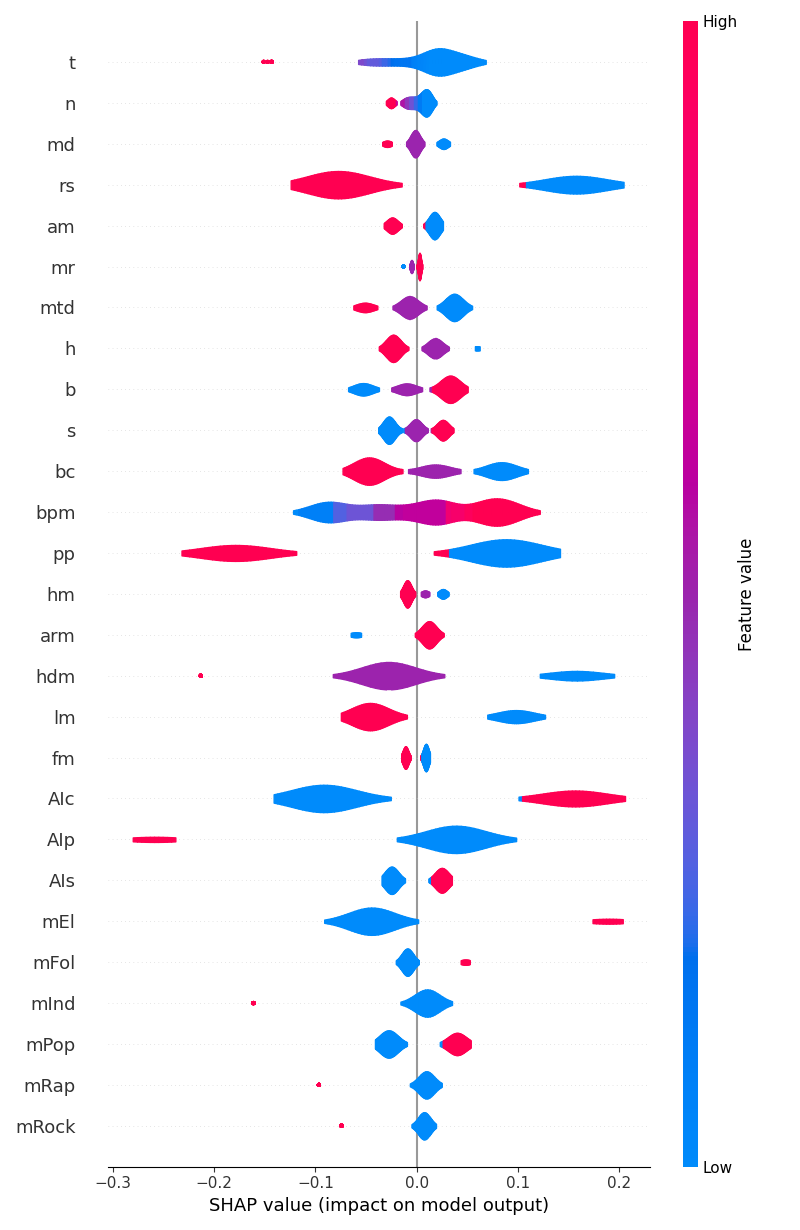 High
t
n
md
rs
am
mr
mtd
h
b
s
bc
bpm
pp
hm
arm
hdm
lm
fm
AIc
AIp
AIs
mEl
mFol
mInd
mPop
mRap
mRock
Feature value
Low
−0.3 −0.2 −0.1 0.0 0.1 0.2
SHAP value (impact on model output)